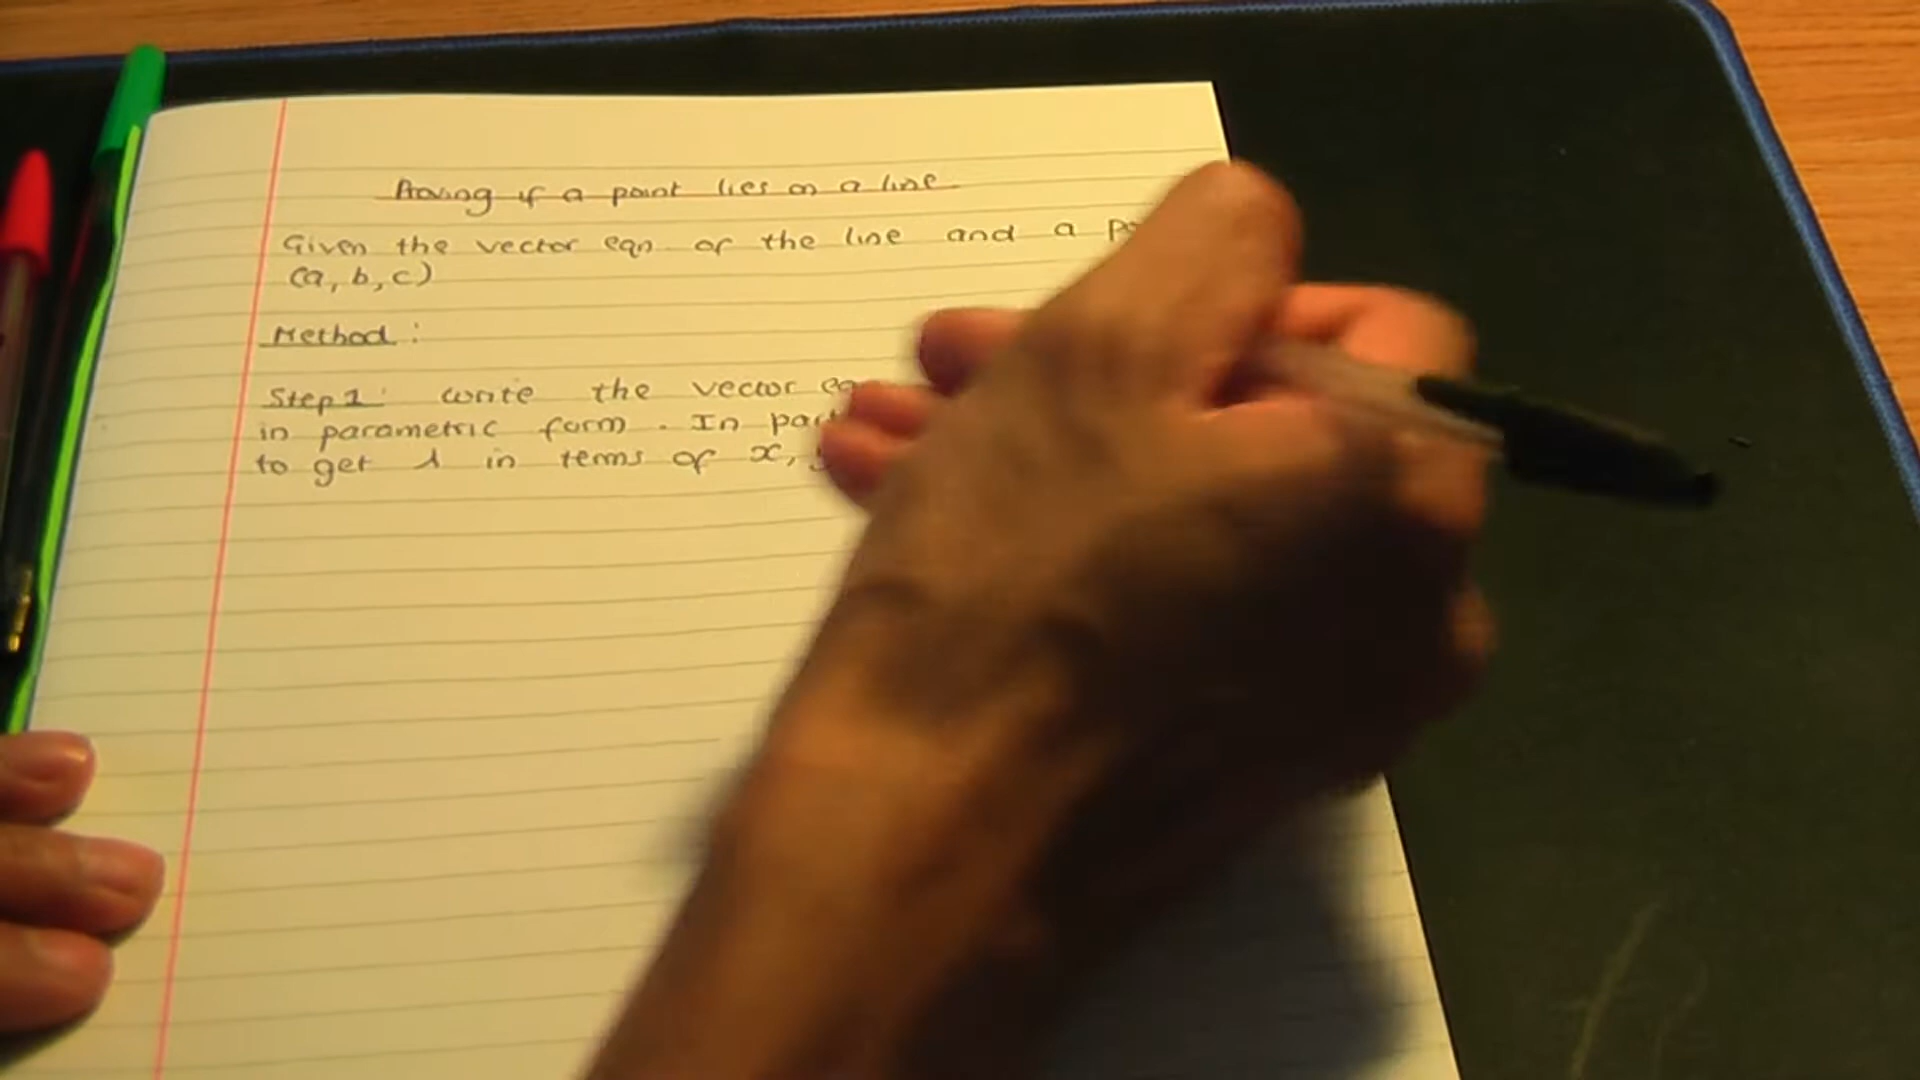 Proving if a point lies on a line
Given the vector eqn of the line and a
(a, b, c)
Method :
Step 1: write the vector
in parametric form . In
to get λ in terms of x,